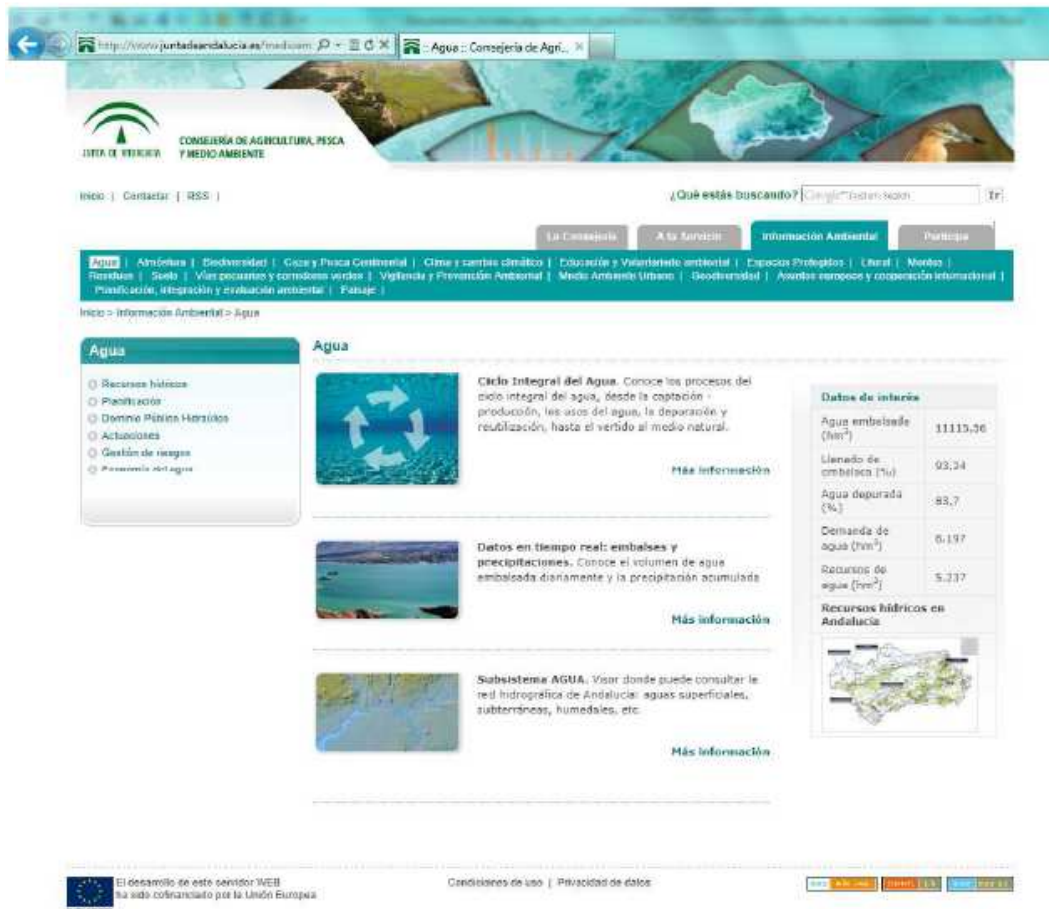 http://www.juntadeandalucia.es/medioam
:: Agua :: Consejería de Agri...
JUNTA DE ANDALUCIA
CONSEJERÍA DE AGRICULTURA, PESCA
Y MEDIO AMBIENTE
Inicio | Contactar | RSS |
¿Qué estás buscando?
Ir
La Consejería
A tu Servicio
Información Ambiental
Participa
Agua | Atmósfera | Biodiversidad | Caza y Pesca Continental | Clima y cambio climático | Educación y Voluntariado ambiental | Espacios Protegidos | Litoral | Montes |
Residuos | Suelo | Vías pecuarias y corredores verdes | Vigilancia y Prevención Ambiental | Medio Ambiente Urbano | Geodiversidad | Asuntos europeos y cooperación internacional |
Planificación, integración y evaluación ambiental | Paisaje |
Inicio > Información Ambiental > Agua
Agua
Recursos hídricos
Planificación
Dominio Público Hidráulico
Actuaciones
Gestión de riesgos
Economía del agua
Agua
Ciclo Integral del Agua. Conoce los procesos del
ciclo integral del agua, desde la captación -
producción, los usos del agua, la depuración y
reutilización, hasta el vertido al medio natural.
Más información
Datos en tiempo real: embalses y
precipitaciones. Conoce el volumen de agua
embalsada diariamente y la precipitación acumulada
Más información
Subsistema AGUA. Visor donde puede consultar la
red hidrográfica de Andalucía: aguas superficiales,
subterráneas, humedales, etc.
Más información
Datos de interés
Agua embalsada
(hm³) 11115,56
Llenado de
embalses (%) 93,24
Agua depurada
(%) 83,7
Demanda de
agua (hm³) 6.197
Recursos de
agua (hm³) 5.237
Recursos hídricos en
Andalucía
El desarrollo de este servidor WEB
ha sido cofinanciado por la Unión Europea
Condiciones de uso | Privacidad de datos